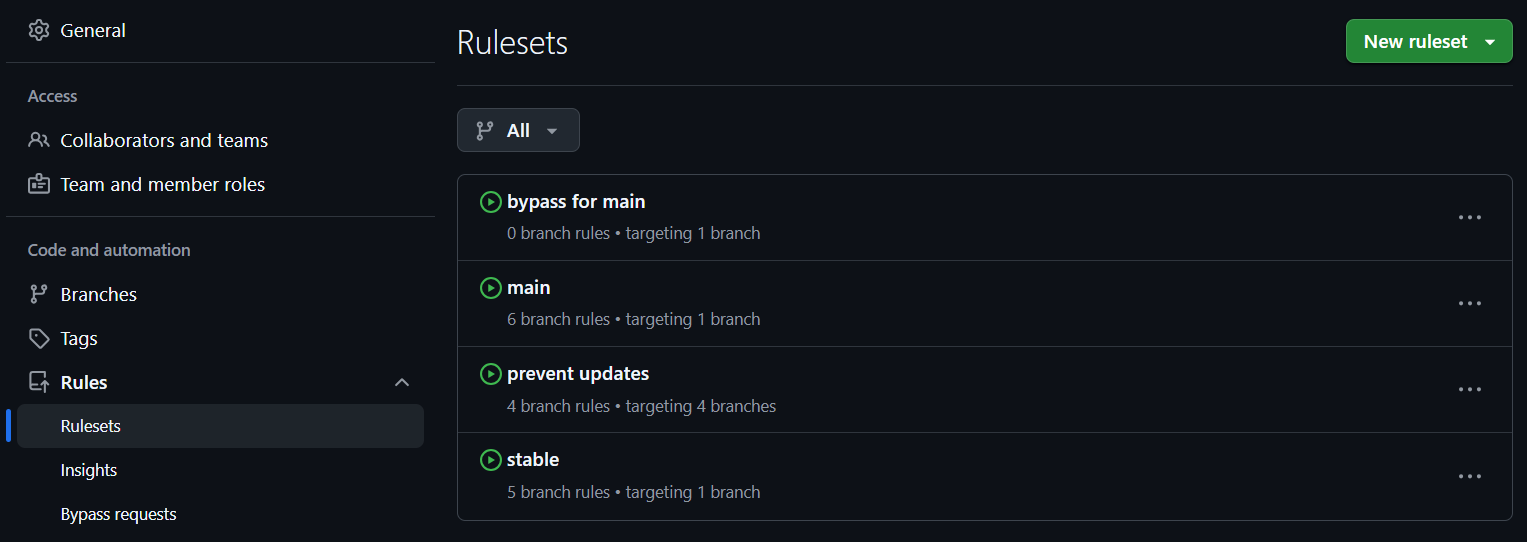 General
Access
Collaborators and teams
Team and member roles
Code and automation
Branches
Tags
Rules
Rulesets
Insights
Bypass requests
Rulesets
New ruleset
All
bypass for main
0 branch rules • targeting 1 branch
main
6 branch rules • targeting 1 branch
prevent updates
4 branch rules • targeting 4 branches
stable
5 branch rules • targeting 1 branch